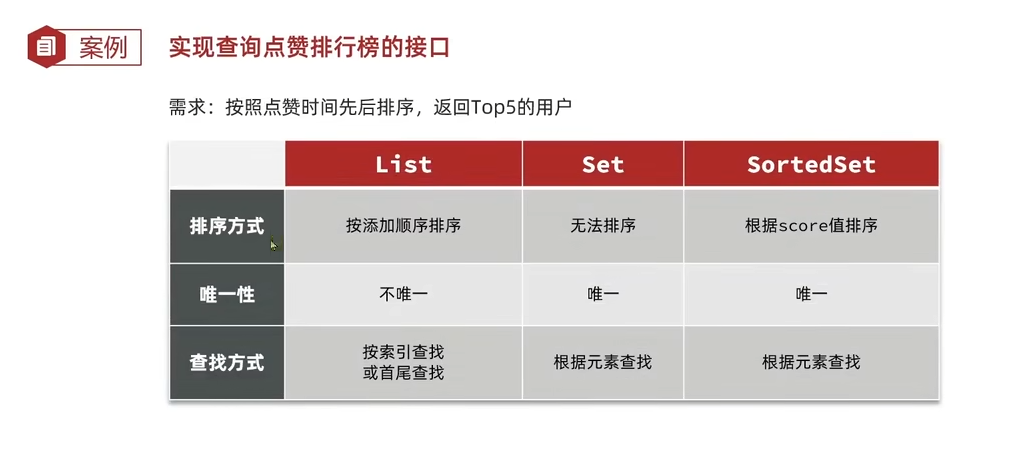 案例
实现查询点赞排行榜的接口
需求：按照点赞时间先后排序，返回Top5的用户
List Set SortedSet
排序方式 按添加顺序排序 无法排序 根据score值排序
唯一性 不唯一 唯一 唯一
查找方式 按索引查找 根据元素查找 根据元素查找
或首尾查找